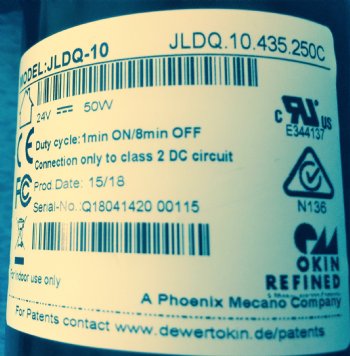 MODEL:JLDQ-10
JLDQ.10.435.250C
24V 50W
Duty cycle:1min ON/8min OFF
Connection only to class 2 DC circuit
Prod.Date: 15/18
Serial-No.:Q18041420 00115
For indoor use only
c RU US
E344137
N136
OKIN
REFINED
A Phoenix Mecano Company
For Patents contact www.dewertokin.de/patents